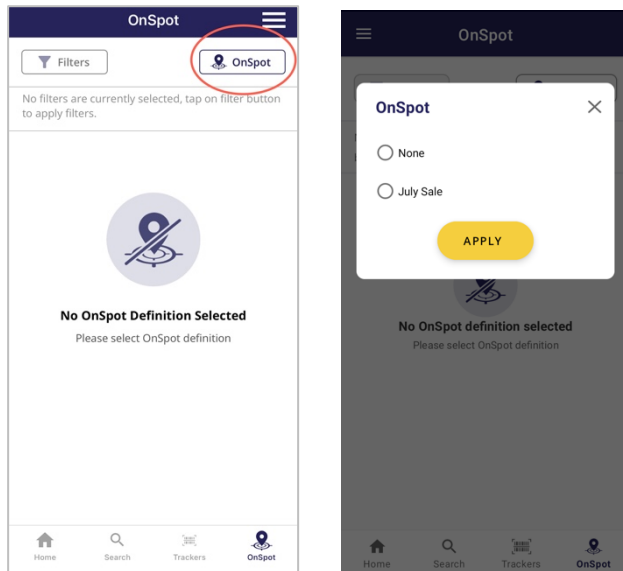 OnSpot
Filters
OnSpot
No filters are currently selected, tap on filter button
to apply filters.
No OnSpot Definition Selected
Please select OnSpot definition
Home
Search
Trackers
OnSpot
OnSpot
OnSpot
None
July Sale
APPLY
No OnSpot definition selected
Please select OnSpot definition
Home
Search
Trackers
OnSpot